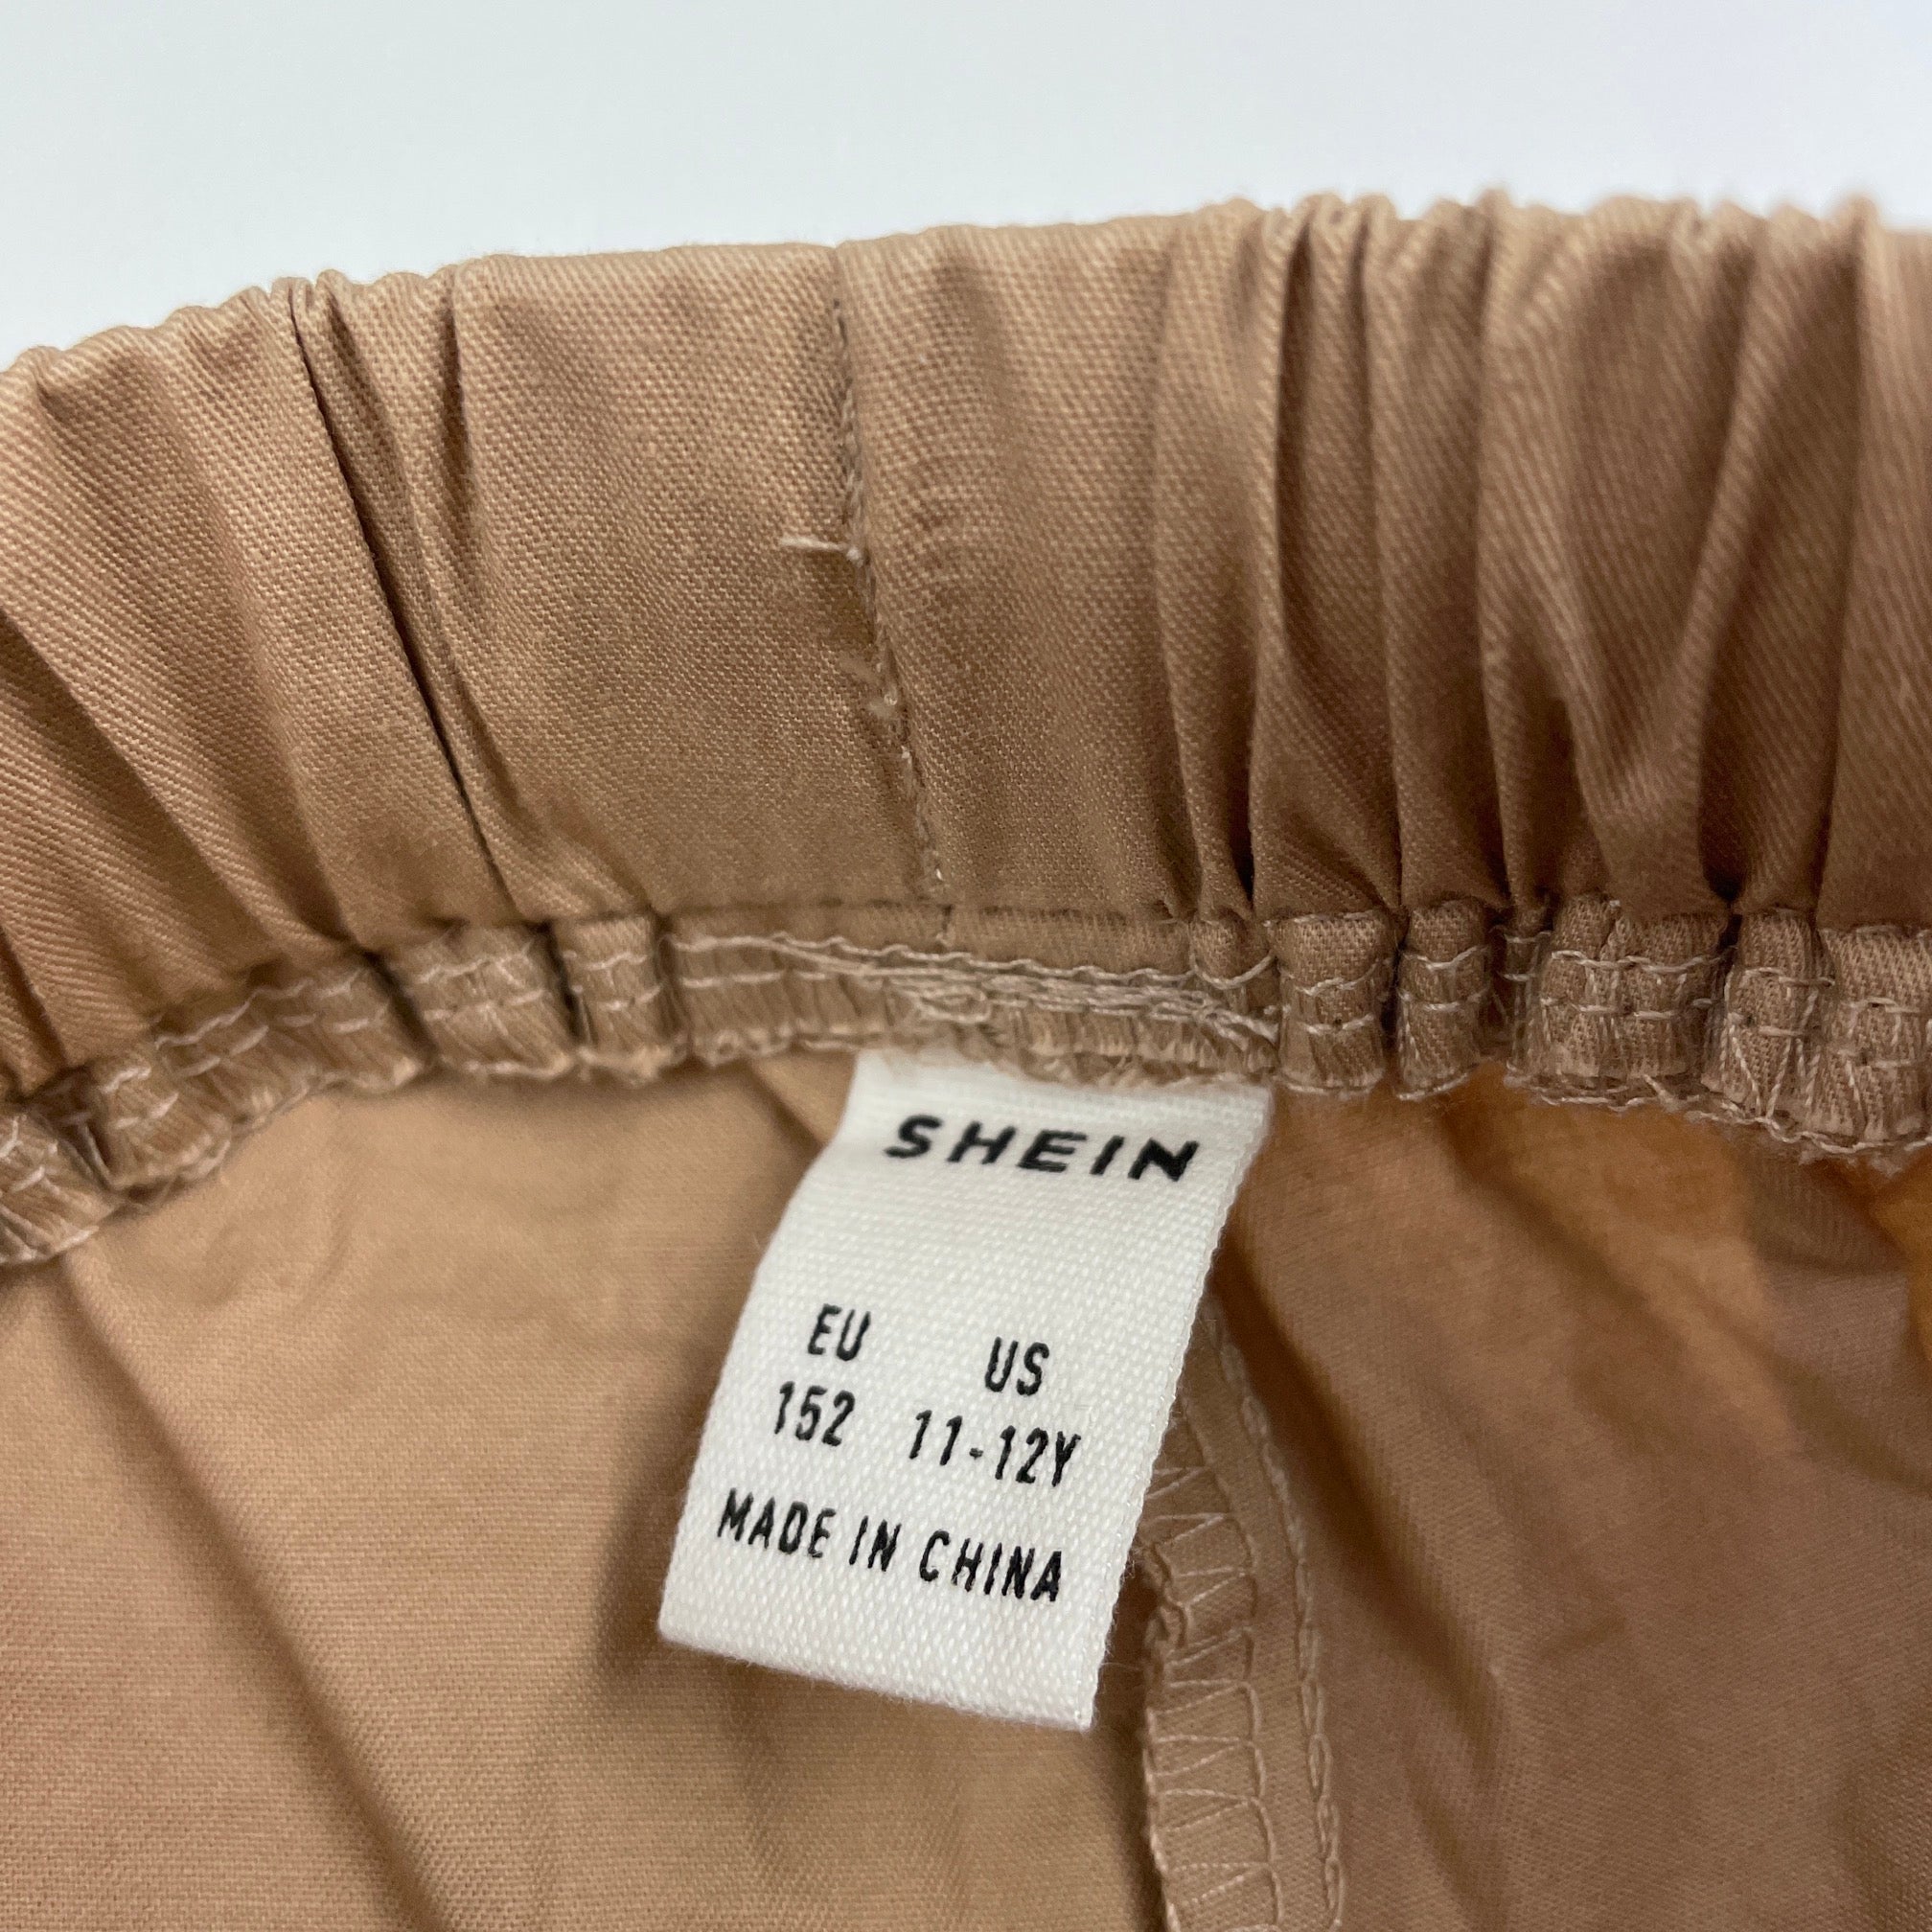 SHEIN
EU US
152 11-12Y
MADE IN CHINA